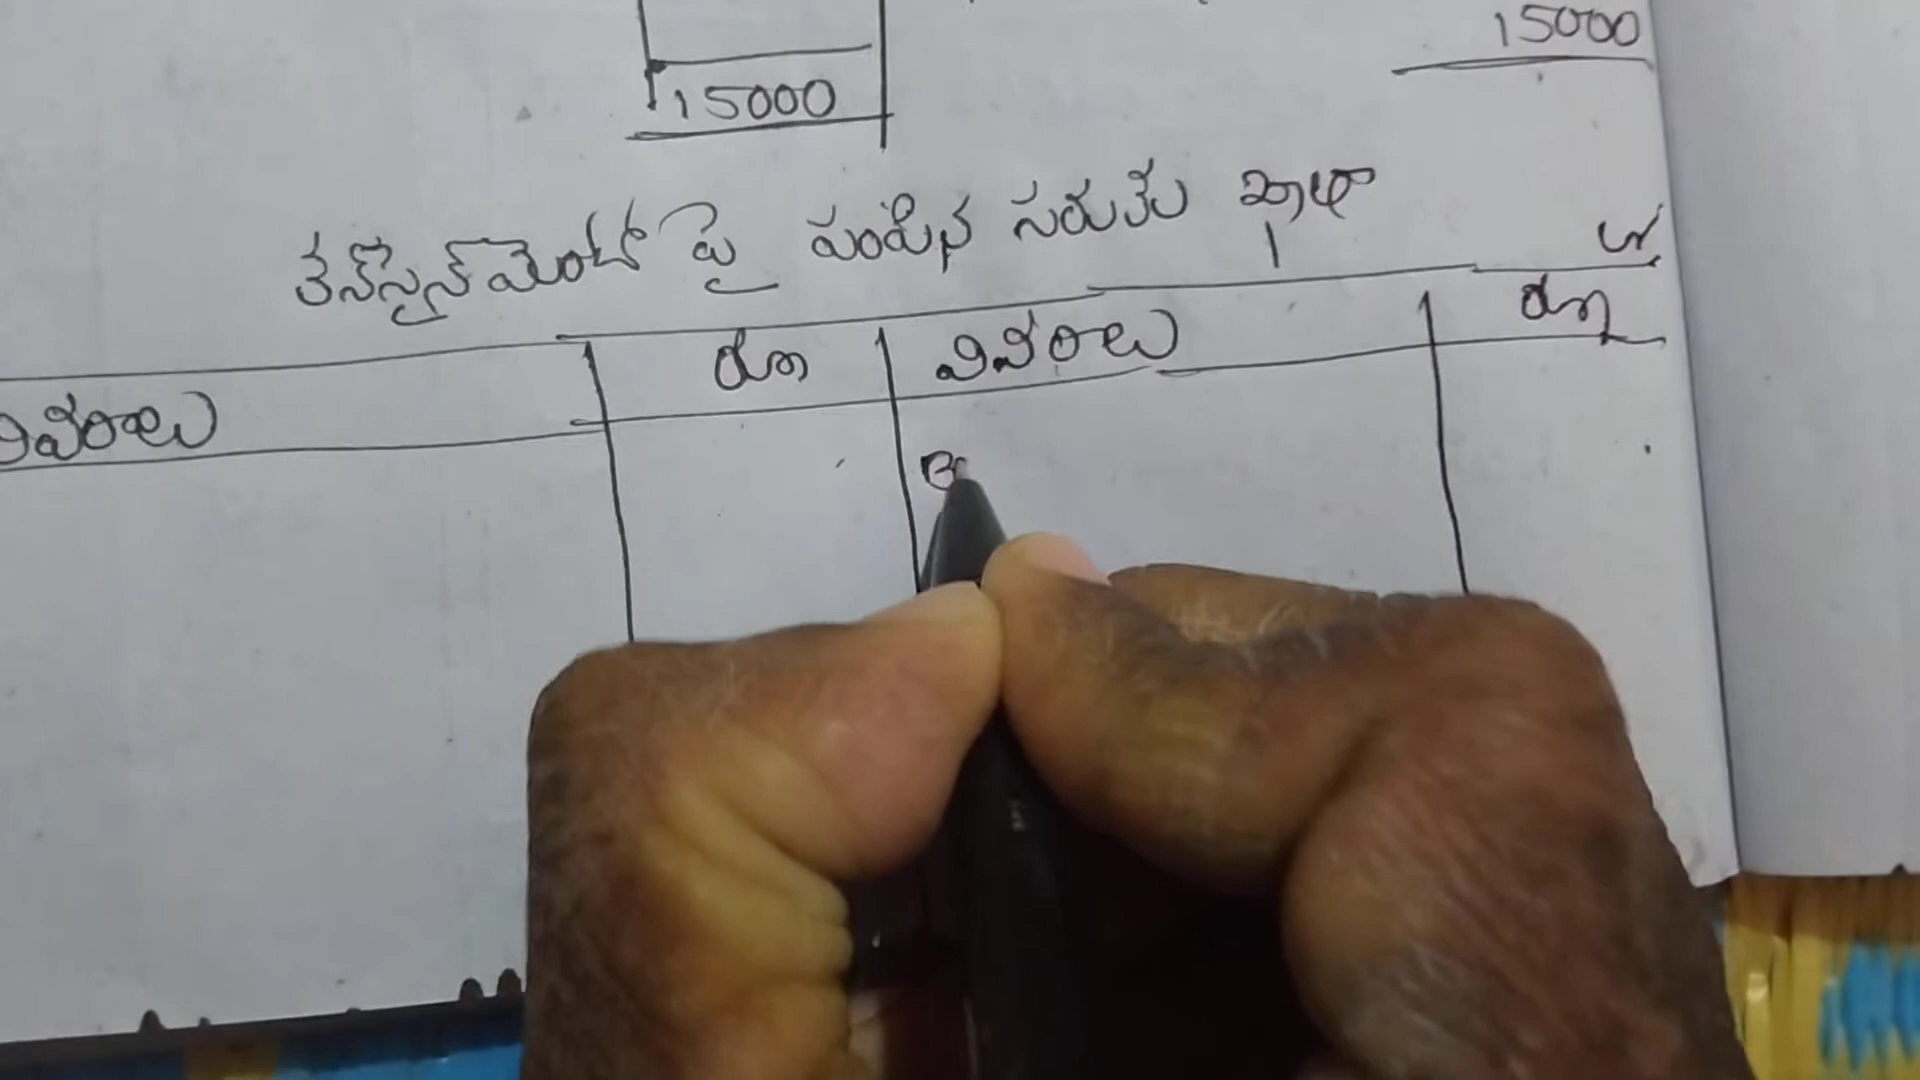 15000
15000
కన్‌సైన్‌మెంట్ పై పంపిన సరుకు ఖాతా
రూ వివరాలు రూ
వివరాలు